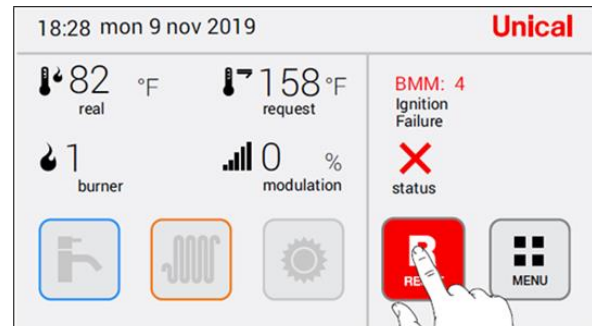 18:28 mon 9 nov 2019
Unical
82 °F
real
158 °F
request
1
burner
0 %
modulation
BMM: 4
Ignition
Failure
status
R
MENU